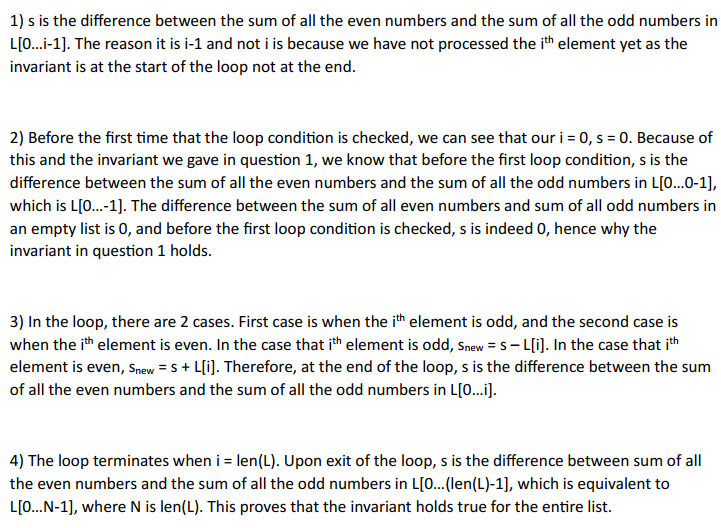 1) s is the difference between the sum of all the even numbers and the sum of all the odd numbers in
L[0…i-1]. The reason it is i-1 and not i is because we have not processed the iᵗʰ element yet as the
invariant is at the start of the loop not at the end.
2) Before the first time that the loop condition is checked, we can see that our i = 0, s = 0. Because of
this and the invariant we gave in question 1, we know that before the first loop condition, s is the
difference between the sum of all the even numbers and the sum of all the odd numbers in L[0…0-1],
which is L[0…-1]. The difference between the sum of all even numbers and sum of all odd numbers in
an empty list is 0, and before the first loop condition is checked, s is indeed 0, hence why the
invariant in question 1 holds.
3) In the loop, there are 2 cases. First case is when the iᵗʰ element is odd, and the second case is
when the iᵗʰ element is even. In the case that iᵗʰ element is odd, snew = s – L[i]. In the case that iᵗʰ
element is even, snew = s + L[i]. Therefore, at the end of the loop, s is the difference between the sum
of all the even numbers and the sum of all the odd numbers in L[0…i].
4) The loop terminates when i = len(L). Upon exit of the loop, s is the difference between sum of all
the even numbers and the sum of all the odd numbers in L[0…(len(L)-1], which is equivalent to
L[0…N-1], where N is len(L). This proves that the invariant holds true for the entire list.